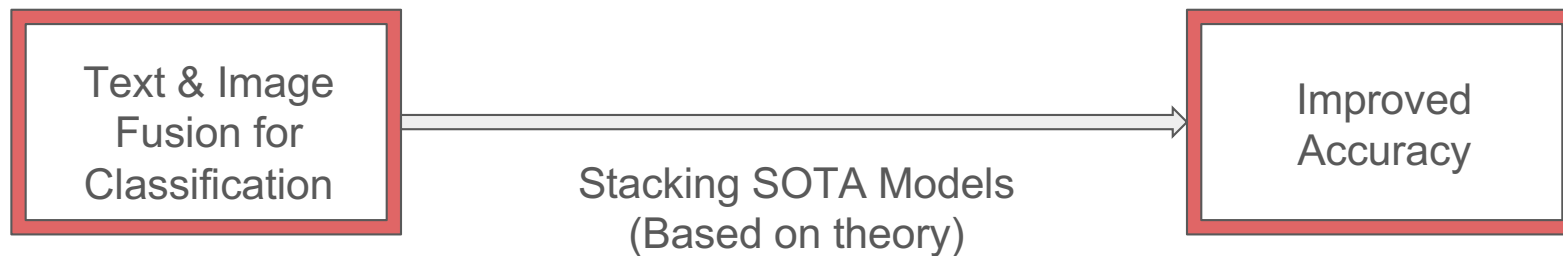 Text & Image
Fusion for
Classification
Stacking SOTA Models
(Based on theory)
Improved
Accuracy